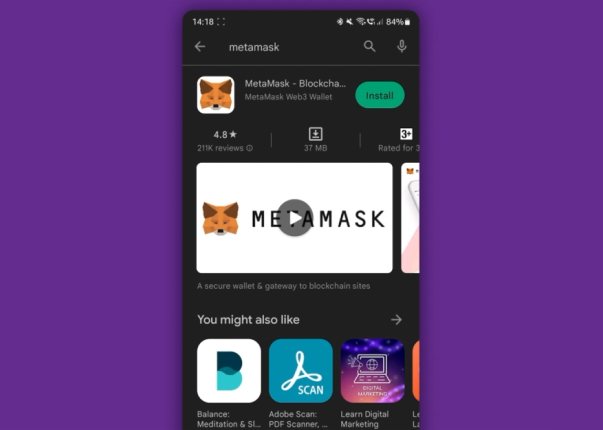 14:18 84%
metamask
MetaMask - Blockcha...
MetaMask Web3 Wallet
Install
4.8★
211K reviews
37 MB
3+
Rated for 3
METAMASK
A secure wallet & gateway to blockchain sites
You might also like
SCAN
DIGITAL
MARKETING
Balance:
Meditation & Sl...
Adobe Scan:
PDF Scanner, ...
Learn Digital
Marketing
Le
La